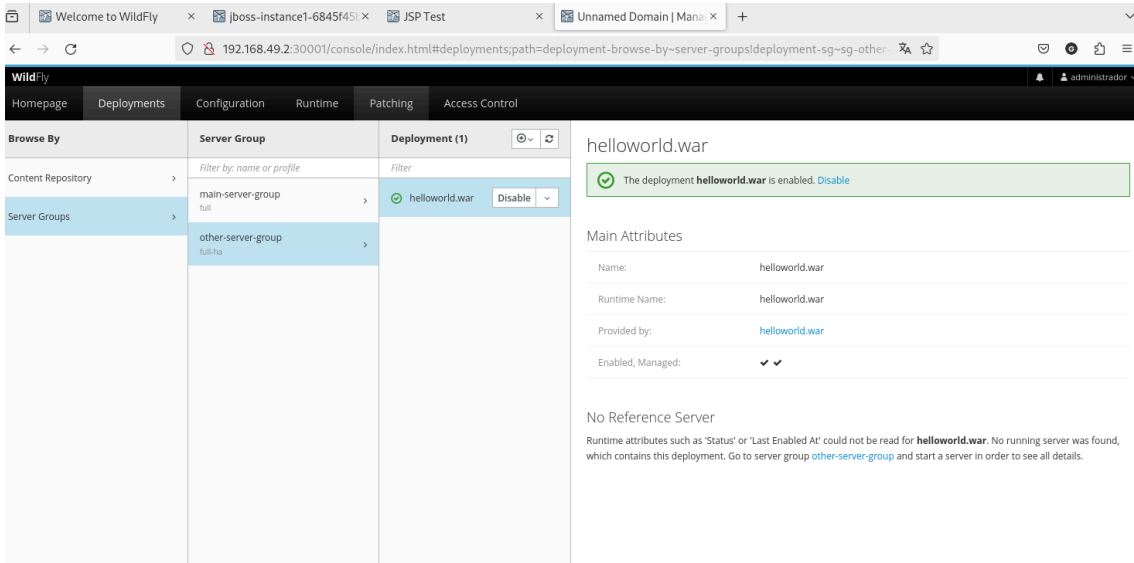 Welcome to WildFly
jboss-instance1-6845f45
JSP Test
Unnamed Domain | Mana
192.168.49.2:30001/console/index.html#deployments;path=deployment-browse-by~server-groups!deployment-sg~sg-other-
WildFly
administrador
Homepage Deployments Configuration Runtime Patching Access Control
Browse By
Content Repository
Server Groups
Server Group
Filter by: name or profile
main-server-group
full
other-server-group
full-ha
Deployment (1)
Filter
helloworld.war Disable
helloworld.war
The deployment helloworld.war is enabled. Disable
Main Attributes
Name: helloworld.war
Runtime Name: helloworld.war
Provided by: helloworld.war
Enabled, Managed:
No Reference Server
Runtime attributes such as 'Status' or 'Last Enabled At' could not be read for helloworld.war. No running server was found,
which contains this deployment. Go to server group other-server-group and start a server in order to see all details.